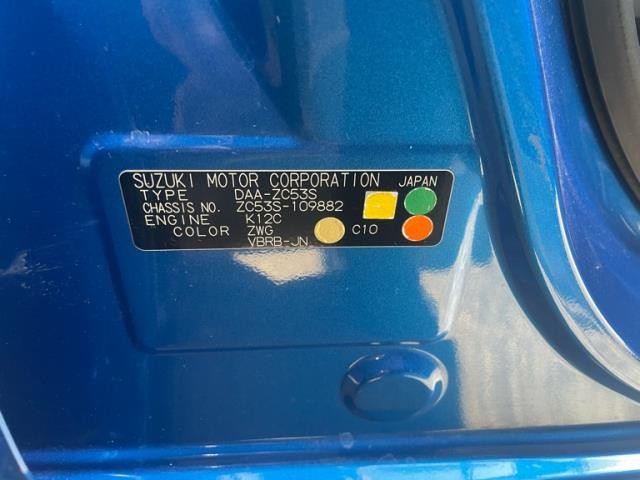 SUZUKI MOTOR CORPORATION JAPAN
TYPE DAA-ZC53S
CHASSIS NO. ZC53S-109882
ENGINE K12C
COLOR ZWG C10
VBRB-JN